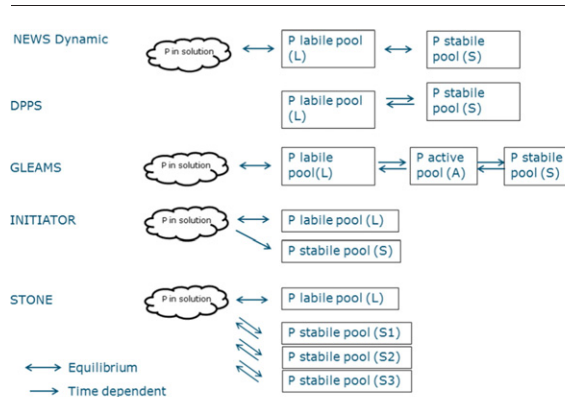 NEWS Dynamic
P in solution
P labile pool
(L)
P stabile
pool (S)
DPPS
P labile pool
(L)
P stabile
pool (S)
GLEAMS
P in solution
P labile
pool(L)
P active
pool (A)
P stabile
pool (S)
INITIATOR
P in solution
P labile pool (L)
P stabile pool (S)
STONE
P in solution
P labile pool (L)
P stabile pool (S1)
P stabile pool (S2)
P stabile pool (S3)
Equilibrium
Time dependent